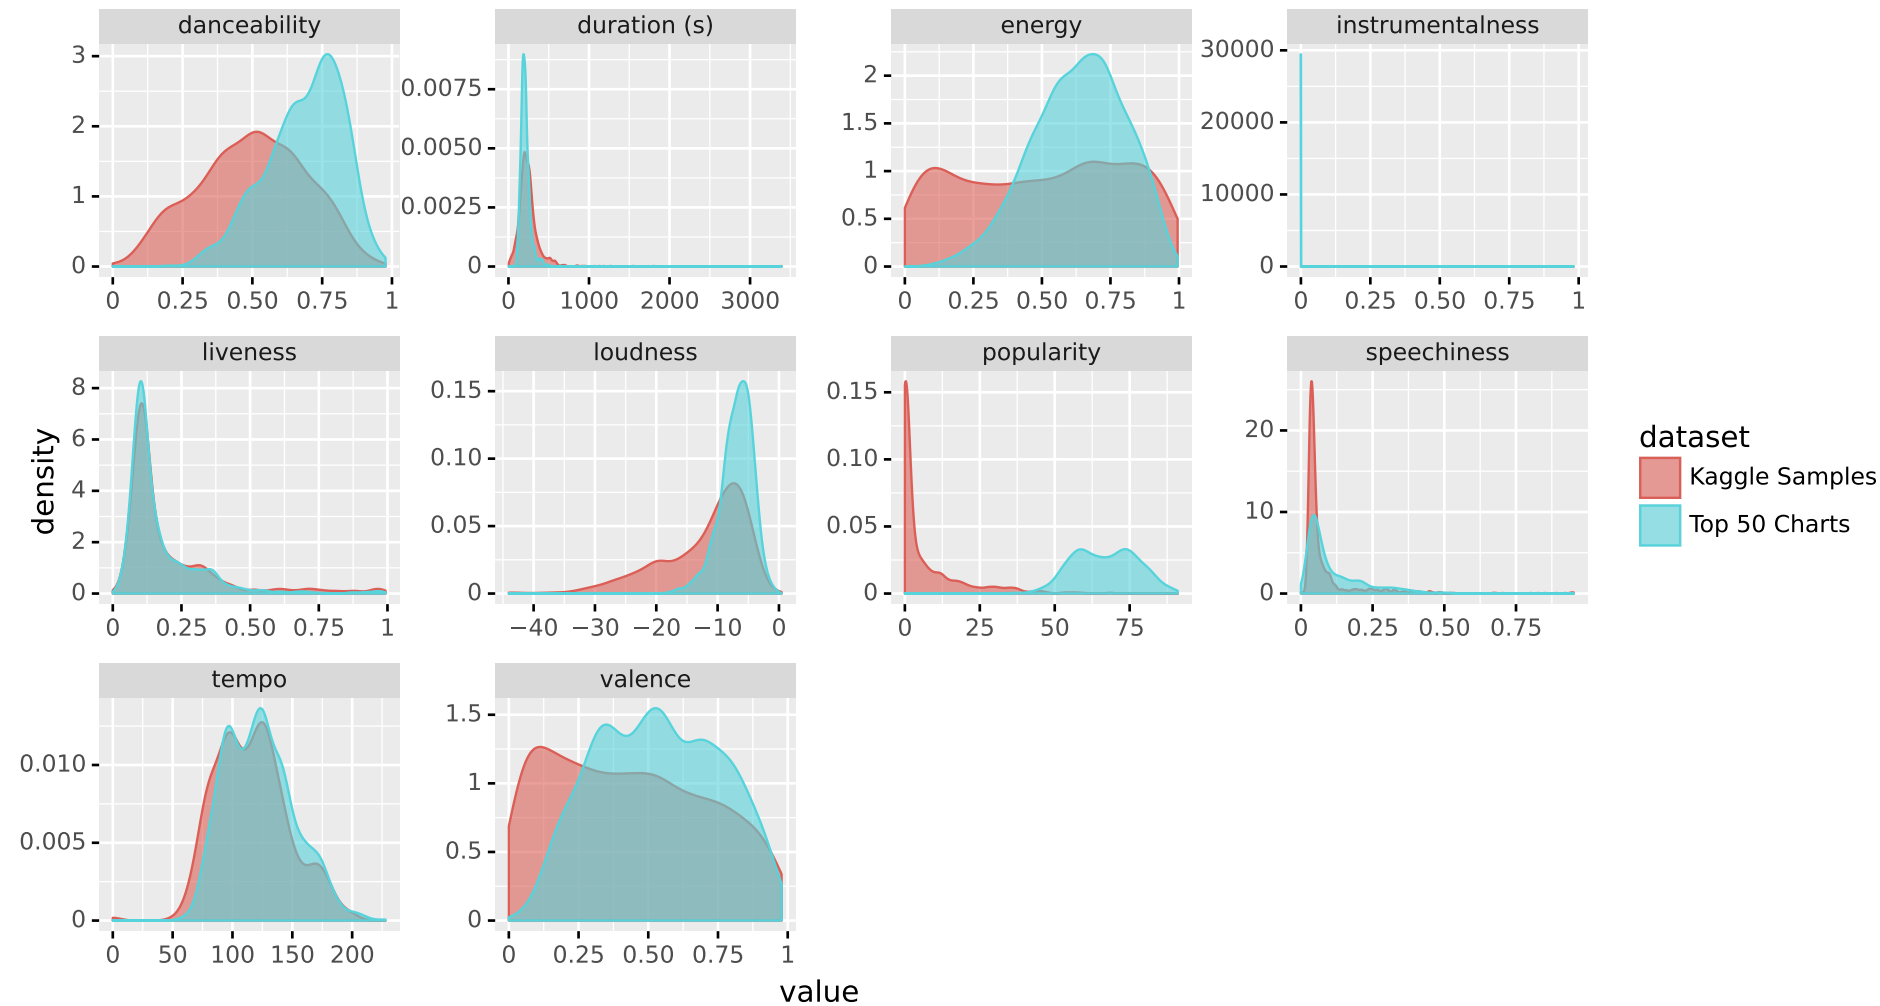 danceability
duration (s)
energy
instrumentalness
3
2
1
0
0.0075
0.0050
0.0025
0
2
1.5
1
0.5
0
30000
20000
10000
0
0 0.25 0.50 0.75 1
0 1000 2000 3000
0 0.25 0.50 0.75 1
0 0.25 0.50 0.75 1
liveness
loudness
popularity
speechiness
8
6
4
2
0
0.15
0.10
0.05
0
0.15
0.10
0.05
0
20
10
0
0 0.25 0.50 0.75 1
−40 −30 −20 −10 0
0 25 50 75
0 0.25 0.50 0.75
tempo
valence
0.010
0.005
0
1.5
1
0.5
0
0 50 100 150 200
0 0.25 0.50 0.75 1
density
value
dataset
Kaggle Samples
Top 50 Charts